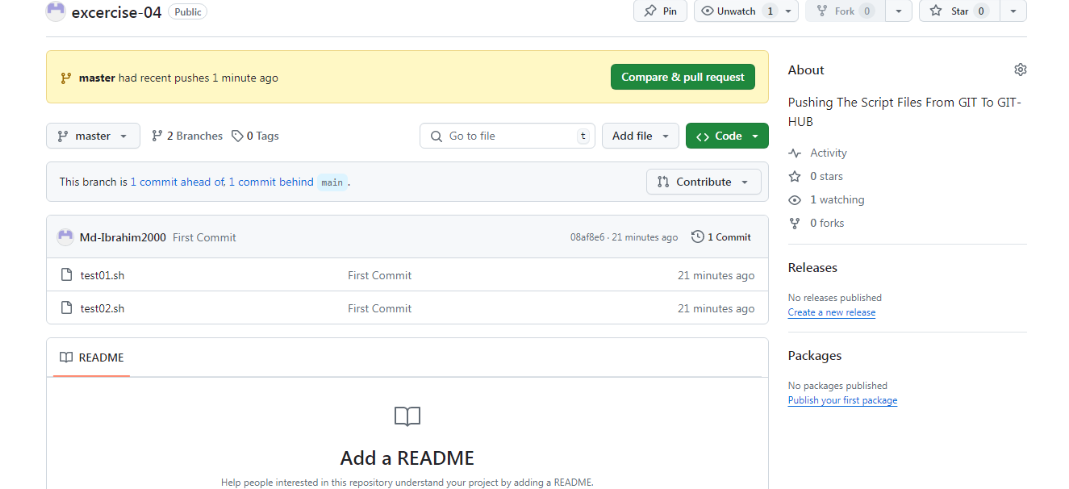 excercise-04 Public
Pin Unwatch 1 Fork 0 Star 0
master had recent pushes 1 minute ago
Compare & pull request
master 2 Branches 0 Tags
Go to file t Add file Code
This branch is 1 commit ahead of, 1 commit behind main .
Contribute
Md-Ibrahim2000 First Commit 08af8e6 · 21 minutes ago 1 Commit
test01.sh First Commit 21 minutes ago
test02.sh First Commit 21 minutes ago
README
Add a README
Help people interested in this repository understand your project by adding a README.
About
Pushing The Script Files From GIT To GIT-
HUB
Activity
0 stars
1 watching
0 forks
Releases
No releases published
Create a new release
Packages
No packages published
Publish your first package